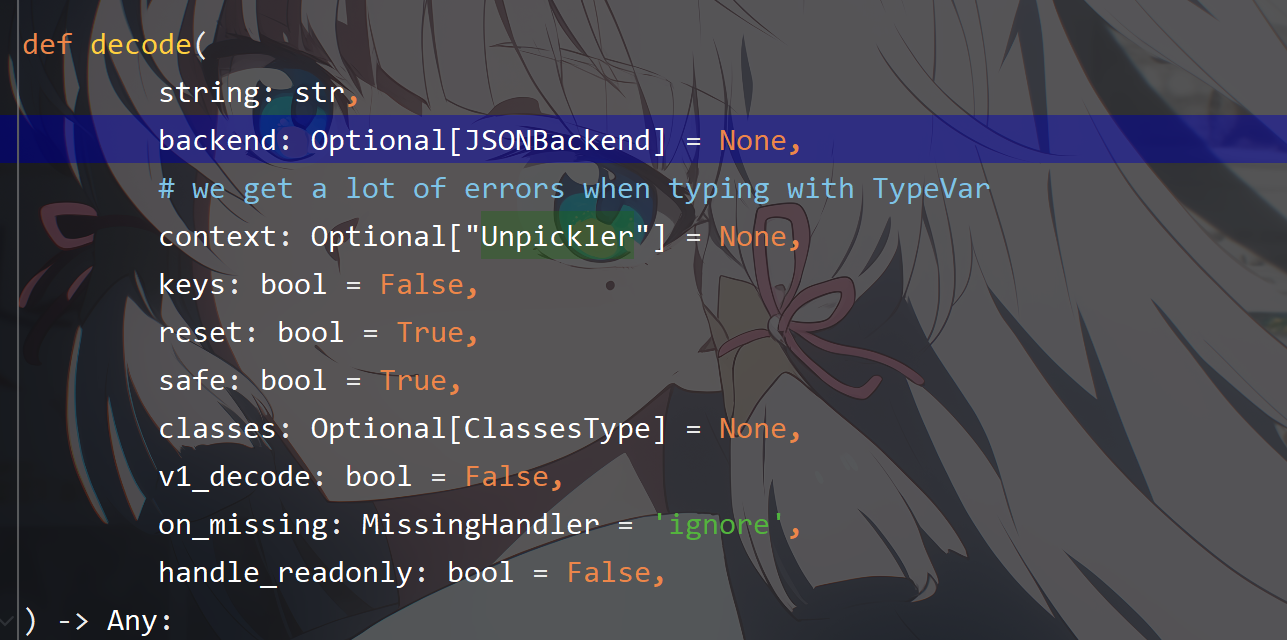 def decode(
string: str,
backend: Optional[JSONBackend] = None,
# we get a lot of errors when typing with TypeVar
context: Optional["Unpickler"] = None,
keys: bool = False,
reset: bool = True,
safe: bool = True,
classes: Optional[ClassesType] = None,
v1_decode: bool = False,
on_missing: MissingHandler = 'ignore',
handle_readonly: bool = False,
) -> Any: